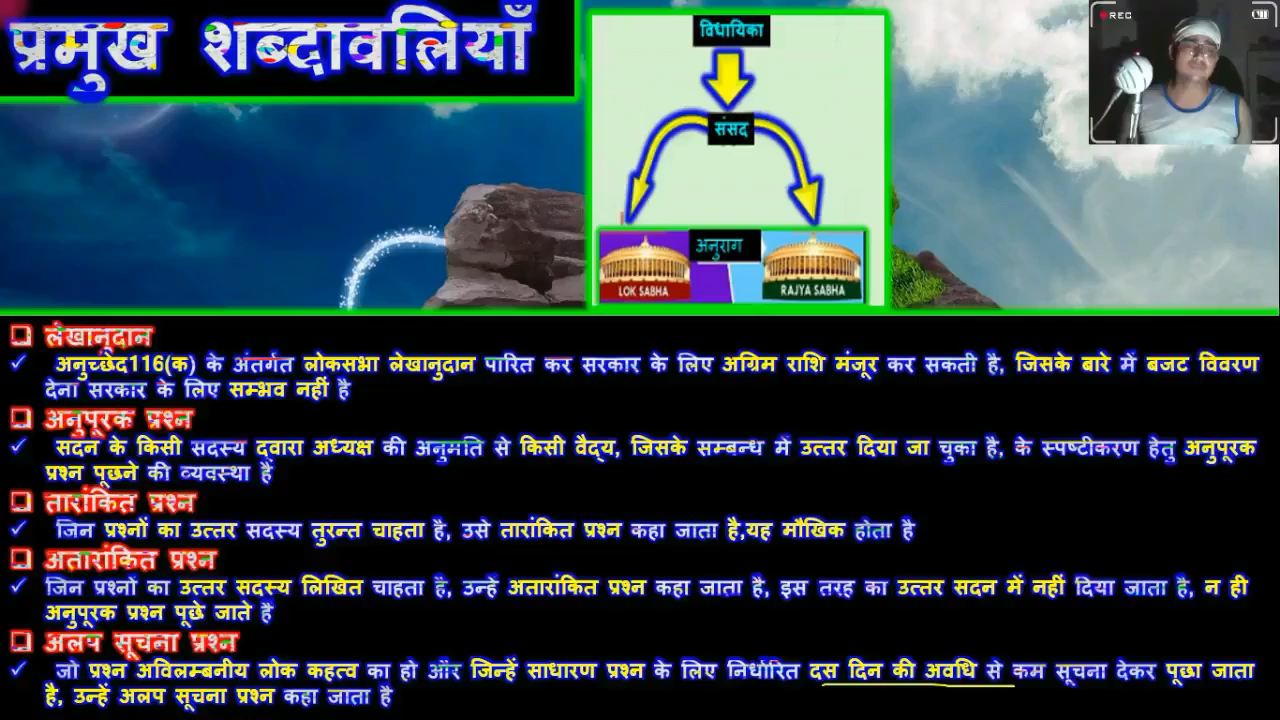 प्रमुख शब्दावलियाँ
विधायिका
संसद
अनुराग
LOK SABHA
RAJYA SABHA
REC
लेखानुदान
अनुच्छेद116(क) के अंतर्गत लोकसभा लेखानुदान पारित कर सरकार के लिए अग्रिम राशि मंजूर कर सकती है, जिसके बारे में बजट विवरण
देना सरकार के लिए सम्भव नहीं है
अनुपूरक प्रश्न
सदन के किसी सदस्य दवारा अध्यक्ष की अनुमति से किसी वैद्य, जिसके सम्बन्ध में उत्तर दिया जा चुका है, के स्पष्टीकरण हेतु अनुपूरक
प्रश्न पूछने की व्यवस्था है
तारांकित प्रश्न
जिन प्रश्नों का उत्तर सदस्य तुरन्त चाहता है, उसे तारांकित प्रश्न कहा जाता है,यह मौखिक होता है
अतारांकित प्रश्न
जिन प्रश्नों का उत्तर सदस्य लिखित चाहता है, उन्हे अतारांकित प्रश्न कहा जाता है, इस तरह का उत्तर सदन में नहीं दिया जाता है, न ही
अनुपूरक प्रश्न पूछे जाते है
अलप सूचना प्रश्न
जो प्रश्न अविलम्बनीय लोक कहत्व का हो और जिन्हें साधारण प्रश्न के लिए निर्धारित दस दिन की अवधि से कम सूचना देकर पूछा जाता
है, उन्हें अलप सूचना प्रश्न कहा जाता है